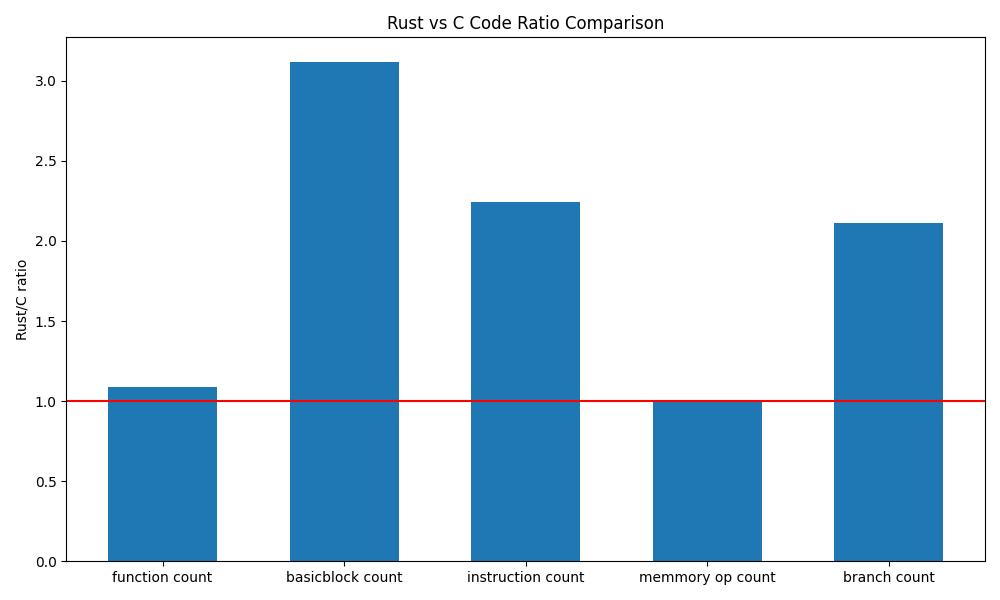 Rust vs C Code Ratio Comparison
Rust/C ratio
3.0
2.5
2.0
1.5
1.0
0.5
0.0
function count
basicblock count
instruction count
memmory op count
branch count